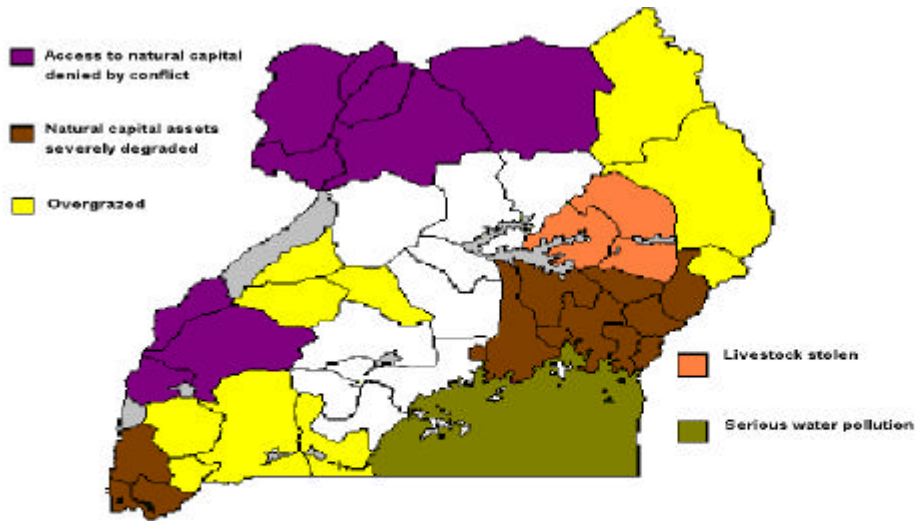 Access to natural capital
denied by conflict
Natural capital assets
severely degraded
Overgrazed
Livestock stolen
Serious water pollution